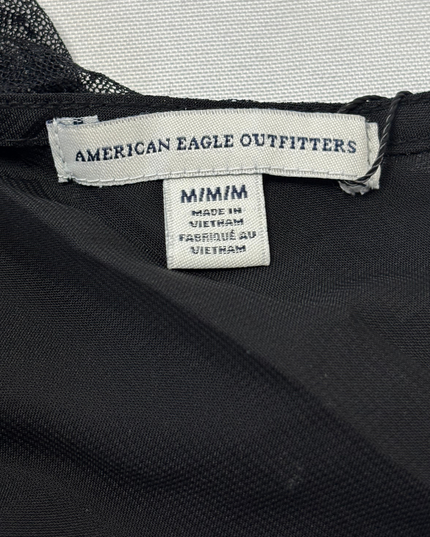 AMERICAN EAGLE OUTFITTERS
M/M/M
MADE IN
VIETNAM
FABRIQUÉ AU
VIETNAM